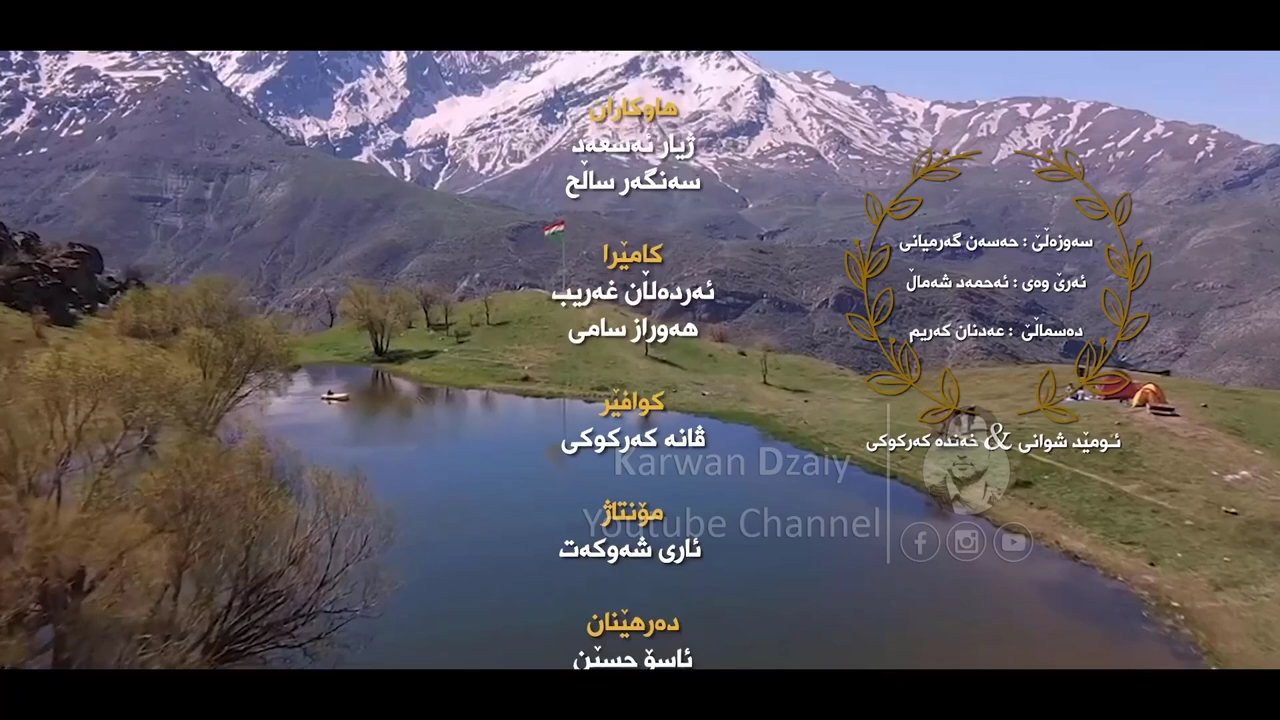 هاوکاران
ژیار ئەسعەد
سەنگەر ساڵح
کامێرا
ئەردەڵان غەریب
هەوراز سامی
کوافێر
ڤانە کەرکوکی
مۆنتاژ
ئاری شەوکەت
دەرهێنان
ئاسۆ حسێن
سەوزەڵێ : حەسەن گەرمیانی
ئەرێ وەی : ئەحمەد شەماڵ
دەسماڵێ : عەدنان کەریم
ئومێد شوانی & خەندە کەرکوکی
Karwan Dzaiy
Youtube Channel